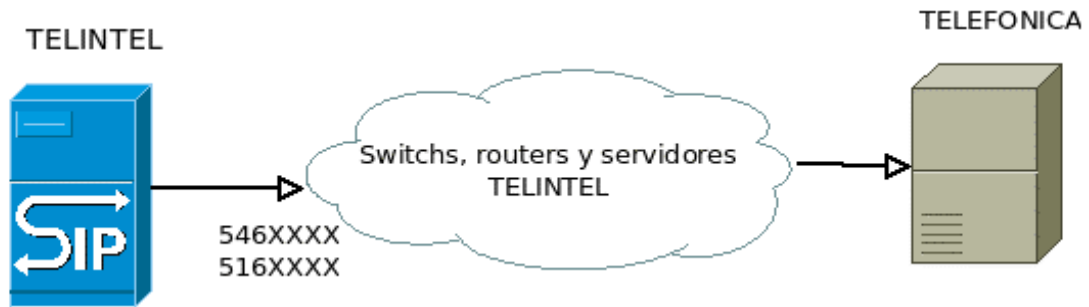 TELINTEL
TELEFONICA
Switchs, routers y servidores
TELINTEL
SIP
546XXXX
516XXXX